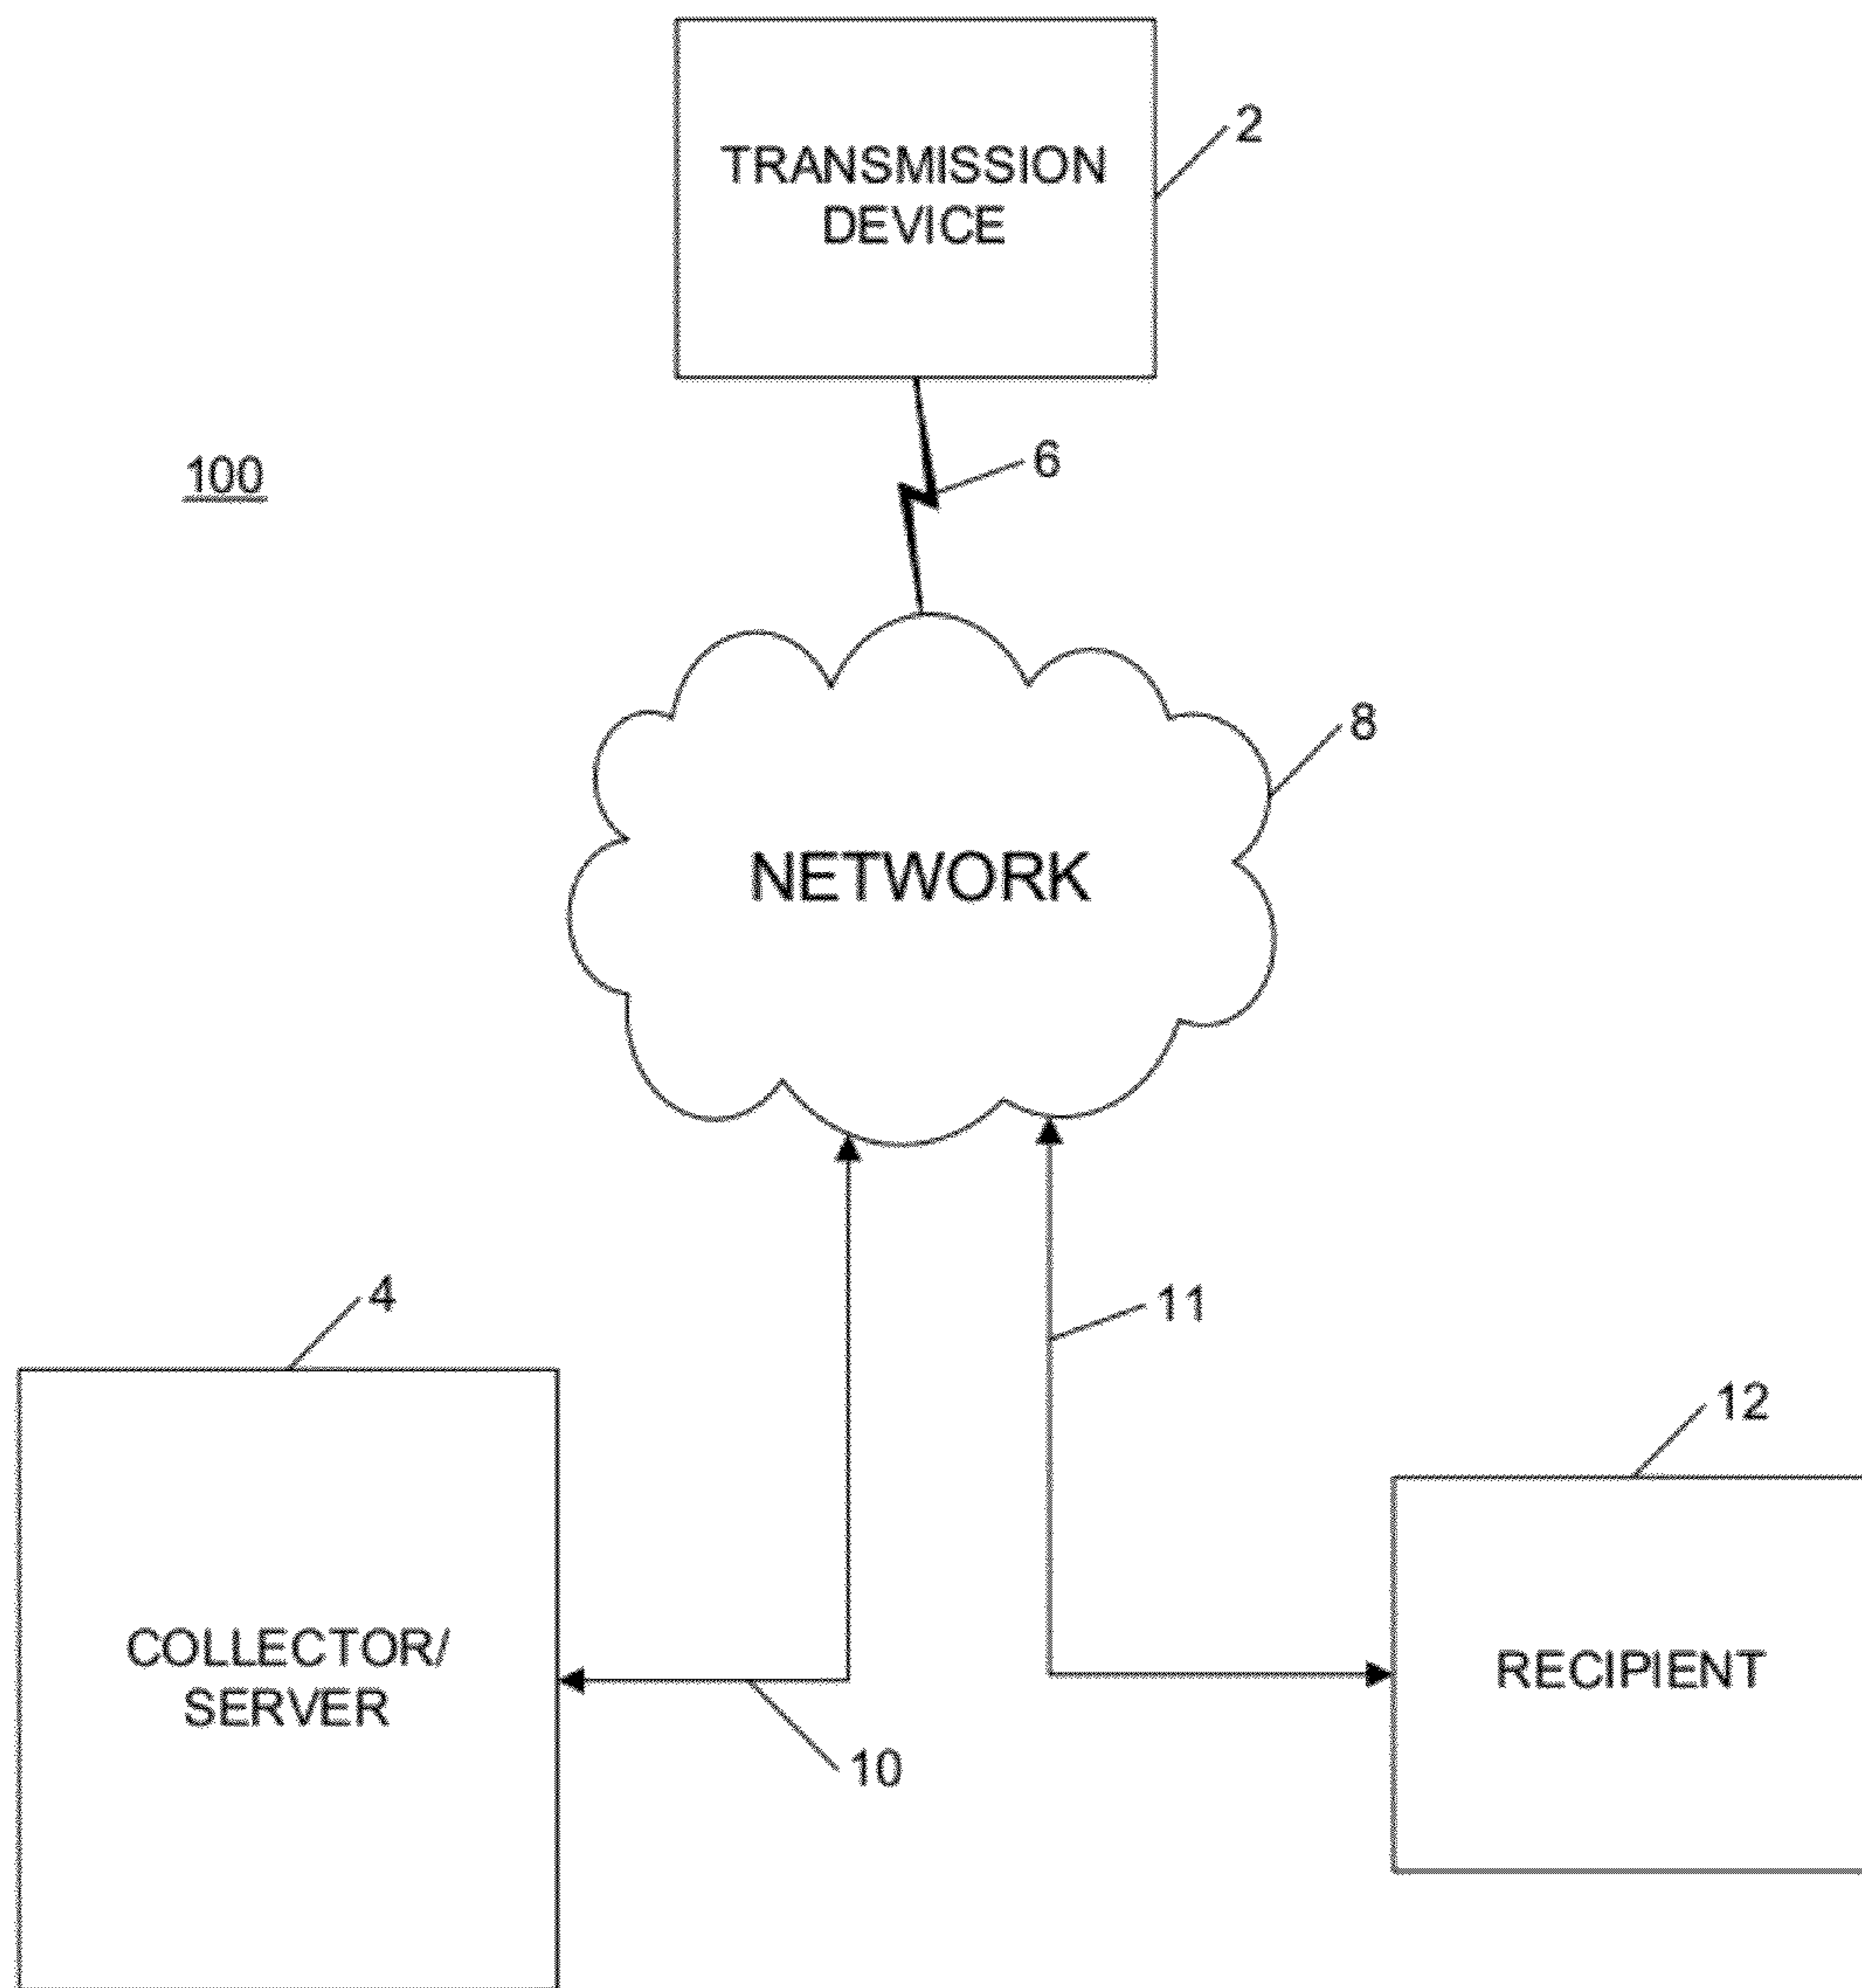 TRANSMISSION
DEVICE
2
100
6
8
NETWORK
4
11
12
COLLECTOR/
SERVER
RECIPIENT
10